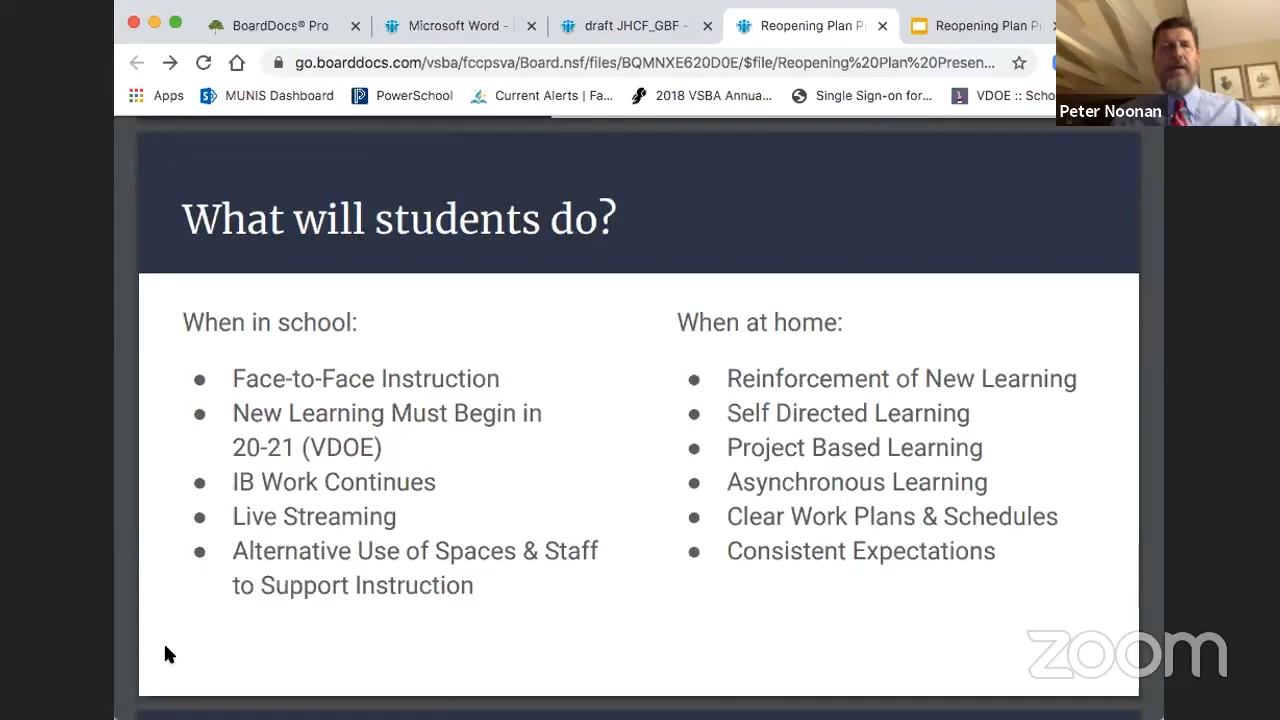 BoardDocs® Pro
Microsoft Word -
draft JHCF_GBF -
Reopening Plan P
Reopening Plan P
go.boarddocs.com/vsba/fccpsva/Board.nsf/files/BQMNXE620D0E/$file/Reopening%20Plan%20Presen...
Apps
MUNIS Dashboard
PowerSchool
Current Alerts | Fa...
2018 VSBA Annua...
Single Sign-on for...
VDOE :: Scho
Peter Noonan
What will students do?
When in school:
Face-to-Face Instruction
New Learning Must Begin in
20-21 (VDOE)
IB Work Continues
Live Streaming
Alternative Use of Spaces & Staff
to Support Instruction
When at home:
Reinforcement of New Learning
Self Directed Learning
Project Based Learning
Asynchronous Learning
Clear Work Plans & Schedules
Consistent Expectations
zoom